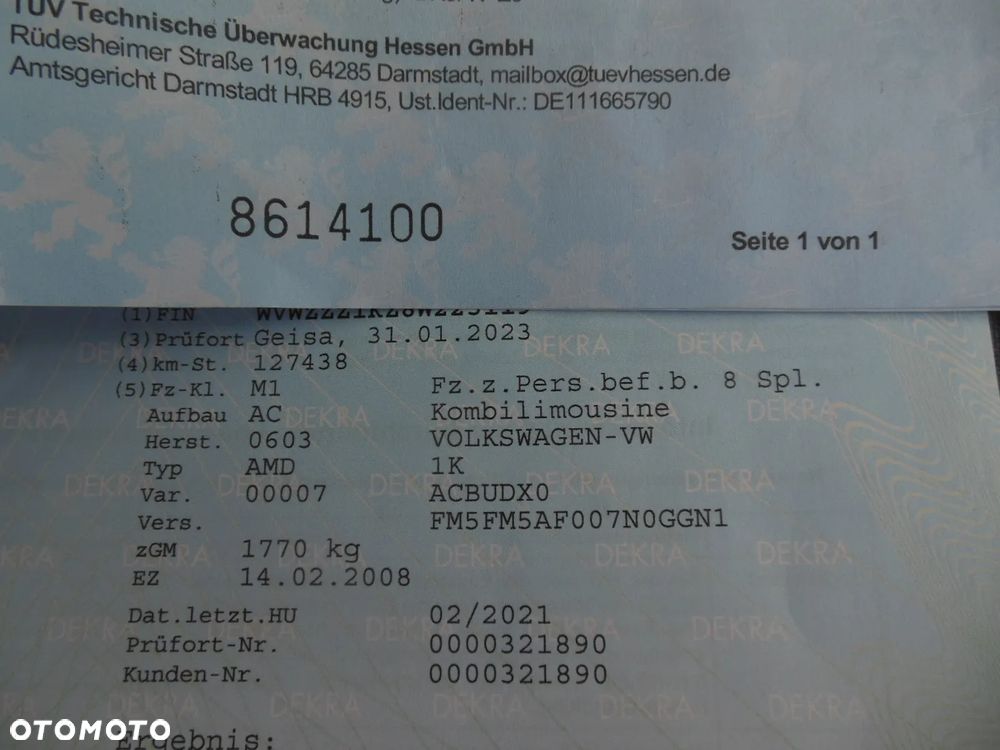 TÜV Technische Überwachung Hessen GmbH
Rüdesheimer Straße 119, 64285 Darmstadt, mailbox@tuevhessen.de
Amtsgericht Darmstadt HRB 4915, Ust.Ident-Nr.: DE111665790
8614100
Seite 1 von 1
(1)FIN
(3)Prüfort Geisa, 31.01.2023
(4)km-St. 127438
(5)Fz-Kl. M1 Fz.z.Pers.bef.b. 8 Spl.
Aufbau AC Kombilimousine
Herst. 0603 VOLKSWAGEN-VW
Typ AMD 1K
Var. 00007 ACBUDX0
Vers. FM5FM5AF007N0GGN1
zGM 1770 kg
EZ 14.02.2008
Dat.letzt.HU 02/2021
Prüfort-Nr. 0000321890
Kunden-Nr. 0000321890
Ergebnis:
OTOMOTO